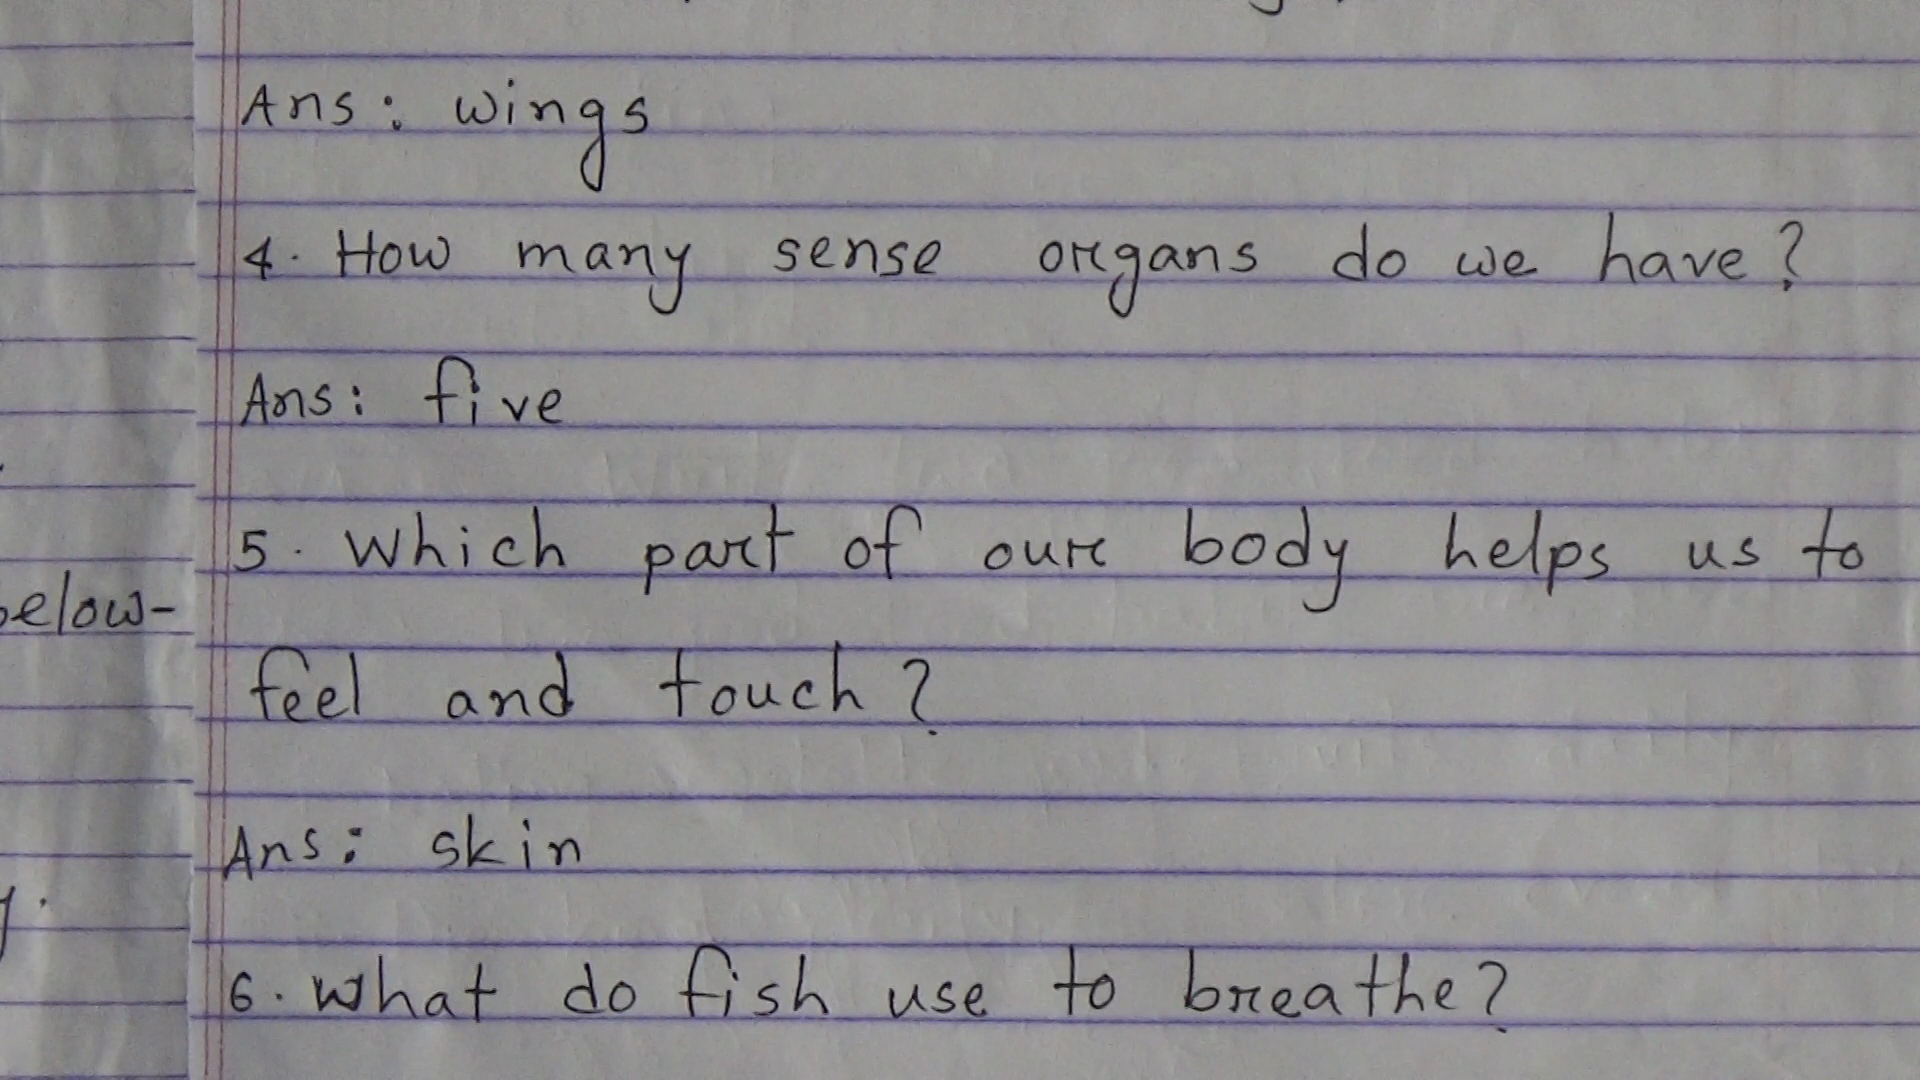 Ans: wings
4. How many sense organs do we have?
Ans: five
5. Which part of our body helps us to
below-
feel and touch?
Ans: skin
6. What do fish use to breathe?